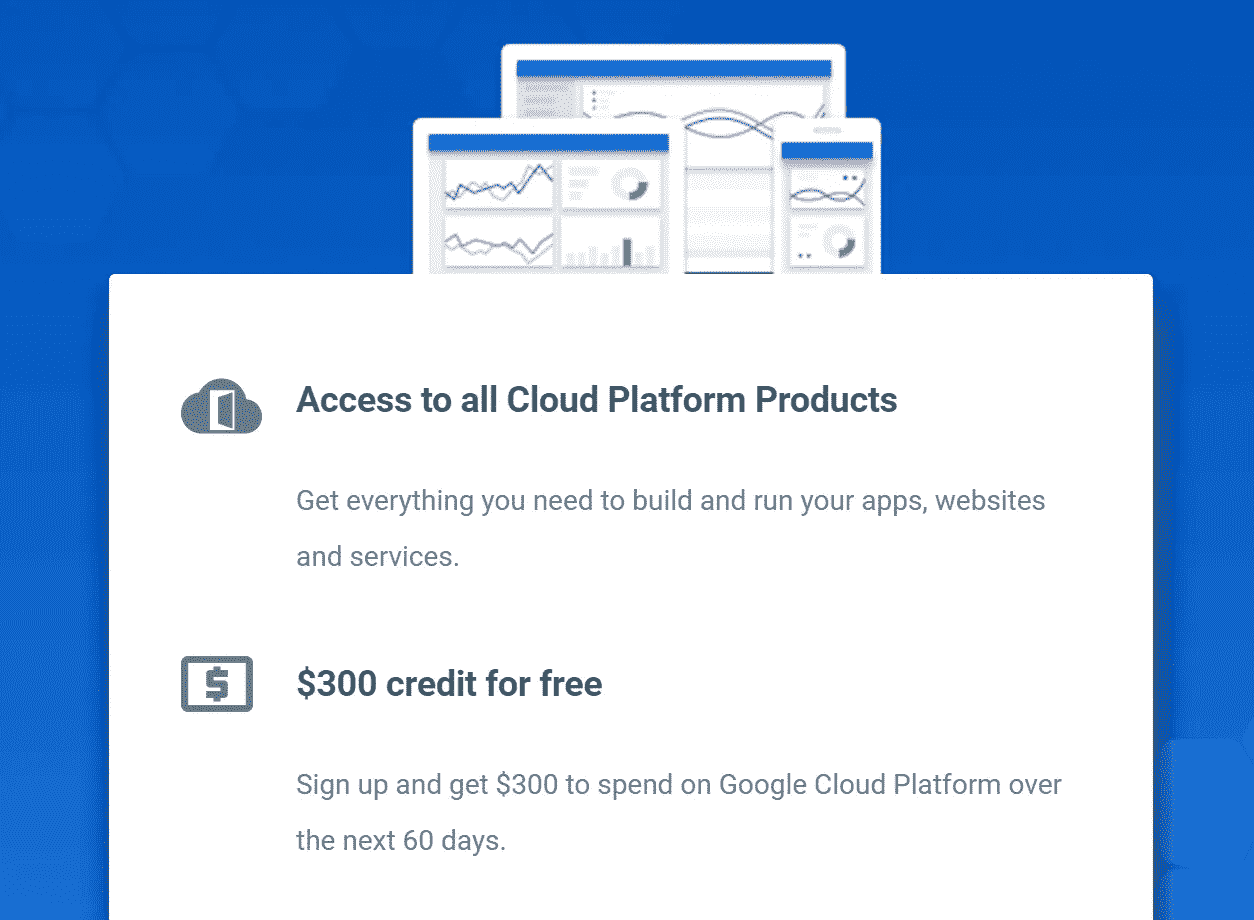 Access to all Cloud Platform Products
Get everything you need to build and run your apps, websites
and services.
$300 credit for free
Sign up and get $300 to spend on Google Cloud Platform over
the next 60 days.